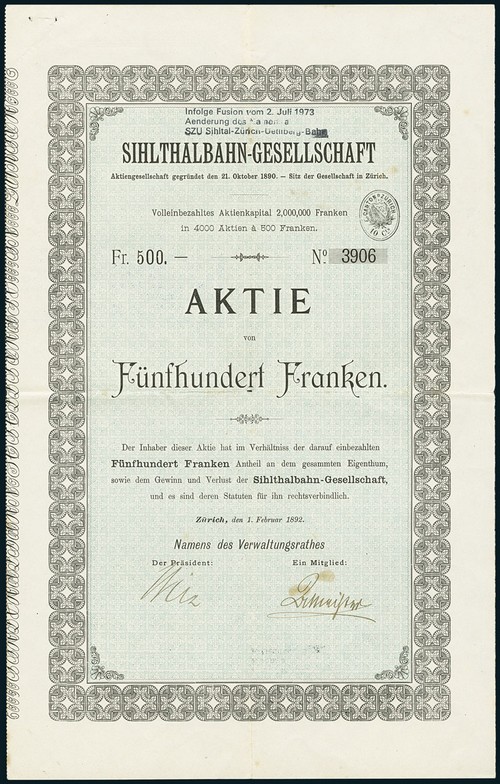 Infolge Fusion vom 2. Juli 1973
Aenderung des
SZU Sihltal-Zürich-Uetliberg-Bahn
SIHLTHALBAHN-GESELLSCHAFT
Aktiengesellschaft gegründet den 21. Oktober 1890. — Sitz der Gesellschaft in Zürich.
Volleinbezahltes Aktienkapital 2,000,000 Franken
in 4000 Aktien à 500 Franken.
CANTON ZÜRICH
10 Cs
Fr. 500. — No. 3906
AKTIE
von
Fünfhundert Franken.
Der Inhaber dieser Aktie hat im Verhältniss der darauf einbezahlten
Fünfhundert Franken Antheil an dem gesammten Eigenthum,
sowie dem Gewinn und Verlust der Sihlthalbahn-Gesellschaft,
und es sind deren Statuten für ihn rechtsverbindlich.
Zürich, den 1. Februar 1892.
Namens des Verwaltungsrathes
Der Präsident: Ein Mitglied: